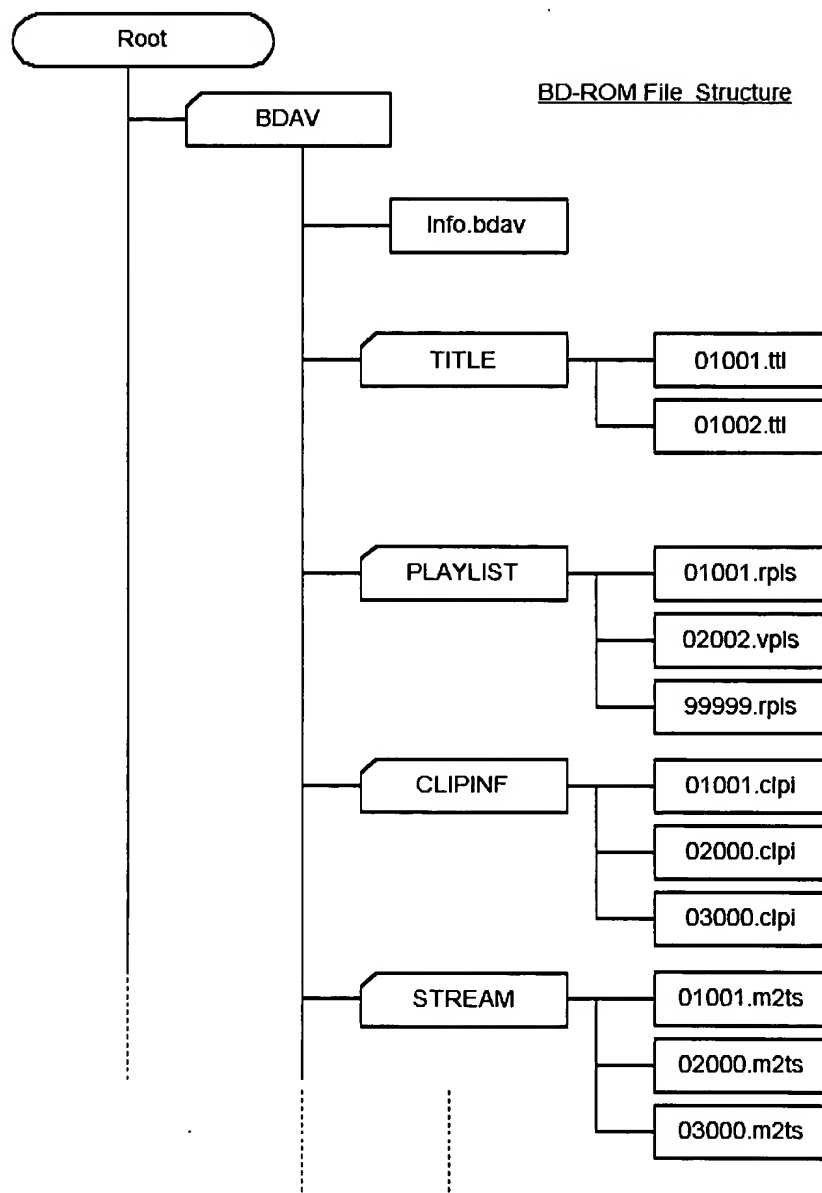 Root
BD-ROM File Structure
BDAV
Info.bdav
TITLE
01001.ttl
01002.ttl
PLAYLIST
01001.rpls
02002.vpls
99999.rpls
CLIPINF
01001.clpi
02000.clpi
03000.clpi
STREAM
01001.m2ts
02000.m2ts
03000.m2ts